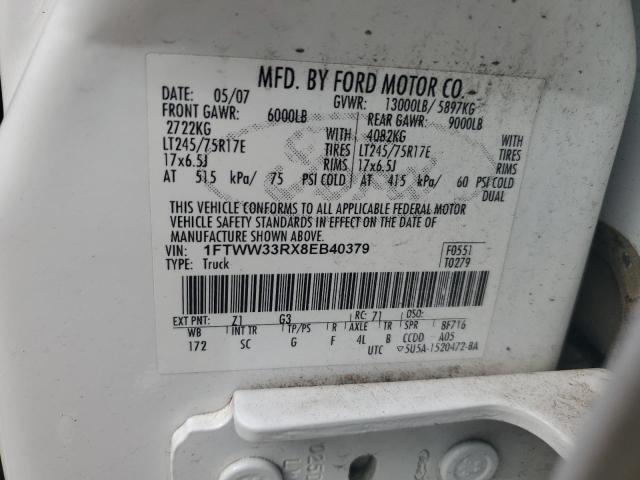 MFD. BY FORD MOTOR CO.
DATE: 05/07 GVWR: 13000LB/ 5897KG
FRONT GAWR: 6000LB REAR GAWR: 9000LB
2722KG 4082KG
LT245/75R17E TIRES LT245/75R17E TIRES
17x6.5J RIMS 17x6.5J RIMS
AT 515 kPa/ 75 PSI COLD AT 415 kPa/ 60 PSI COLD
DUAL
THIS VEHICLE CONFORMS TO ALL APPLICABLE FEDERAL MOTOR
VEHICLE SAFETY STANDARDS IN EFFECT ON THE DATE OF
MANUFACTURE SHOWN ABOVE.
VIN: 1FTWW33RX8EB40379 F0551
TYPE: Truck T0279
EXT PNT: Z1 G3 RC: 71 DSO:
WB INT TR TP/PS R AXLE TR SPR BF716
172 SC G F 4L B CCDD A05
UTC ▽5U5A-1520472-BA